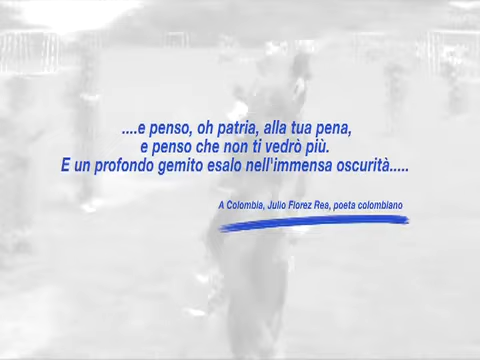 ....e penso, oh patria, alla tua pena,
e penso che non ti vedrò più.
E un profondo gemito esalo nell'immensa oscurità.....
A Colombia, Julio Florez Rea, poeta colombiano